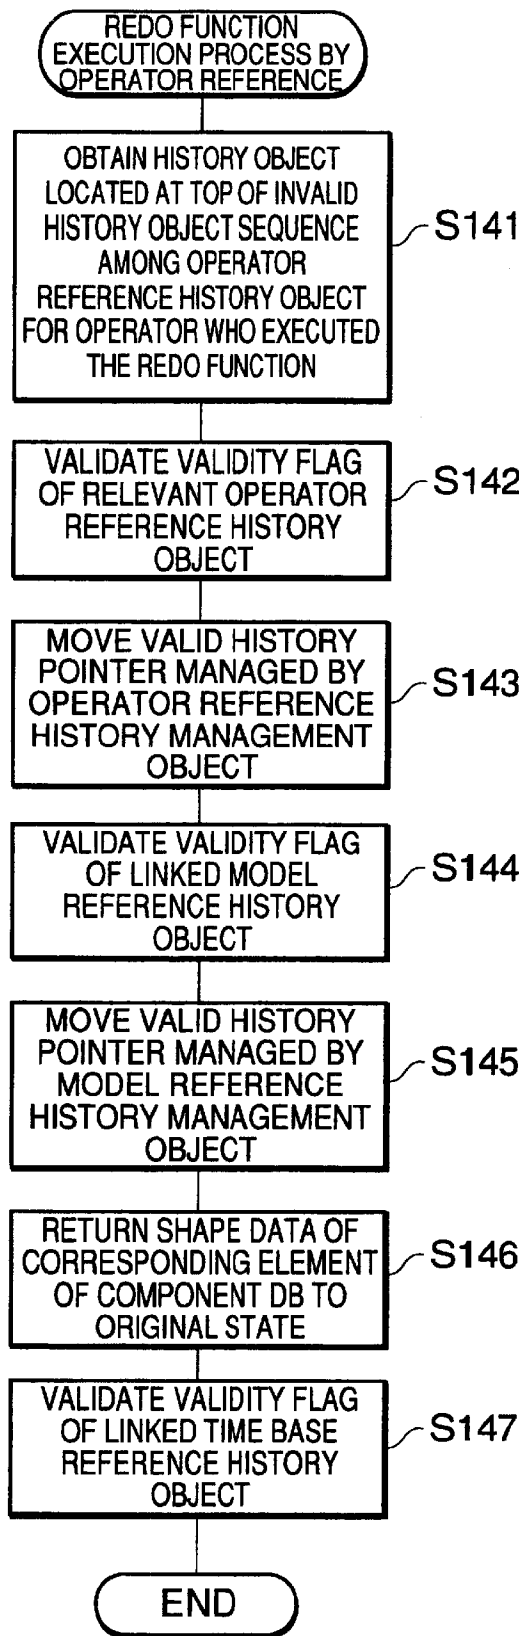 REDO FUNCTION
EXECUTION PROCESS BY
OPERATOR REFERENCE
OBTAIN HISTORY OBJECT
LOCATED AT TOP OF INVALID
HISTORY OBJECT SEQUENCE
AMONG OPERATOR
REFERENCE HISTORY OBJECT
FOR OPERATOR WHO EXECUTED
THE REDO FUNCTION
S141
VALIDATE VALIDITY FLAG
OF RELEVANT OPERATOR
REFERENCE HISTORY
OBJECT
S142
MOVE VALID HISTORY
POINTER MANAGED BY
OPERATOR REFERENCE
HISTORY MANAGEMENT
OBJECT
S143
VALIDATE VALIDITY FLAG
OF LINKED MODEL
REFERENCE HISTORY
OBJECT
S144
MOVE VALID HISTORY
POINTER MANAGED BY
MODEL REFERENCE
HISTORY MANAGEMENT
OBJECT
S145
RETURN SHAPE DATA OF
CORRESPONDING ELEMENT
OF COMPONENT DB TO
ORIGINAL STATE
S146
VALIDATE VALIDITY FLAG
OF LINKED TIME BASE
REFERENCE HISTORY
OBJECT
S147
END